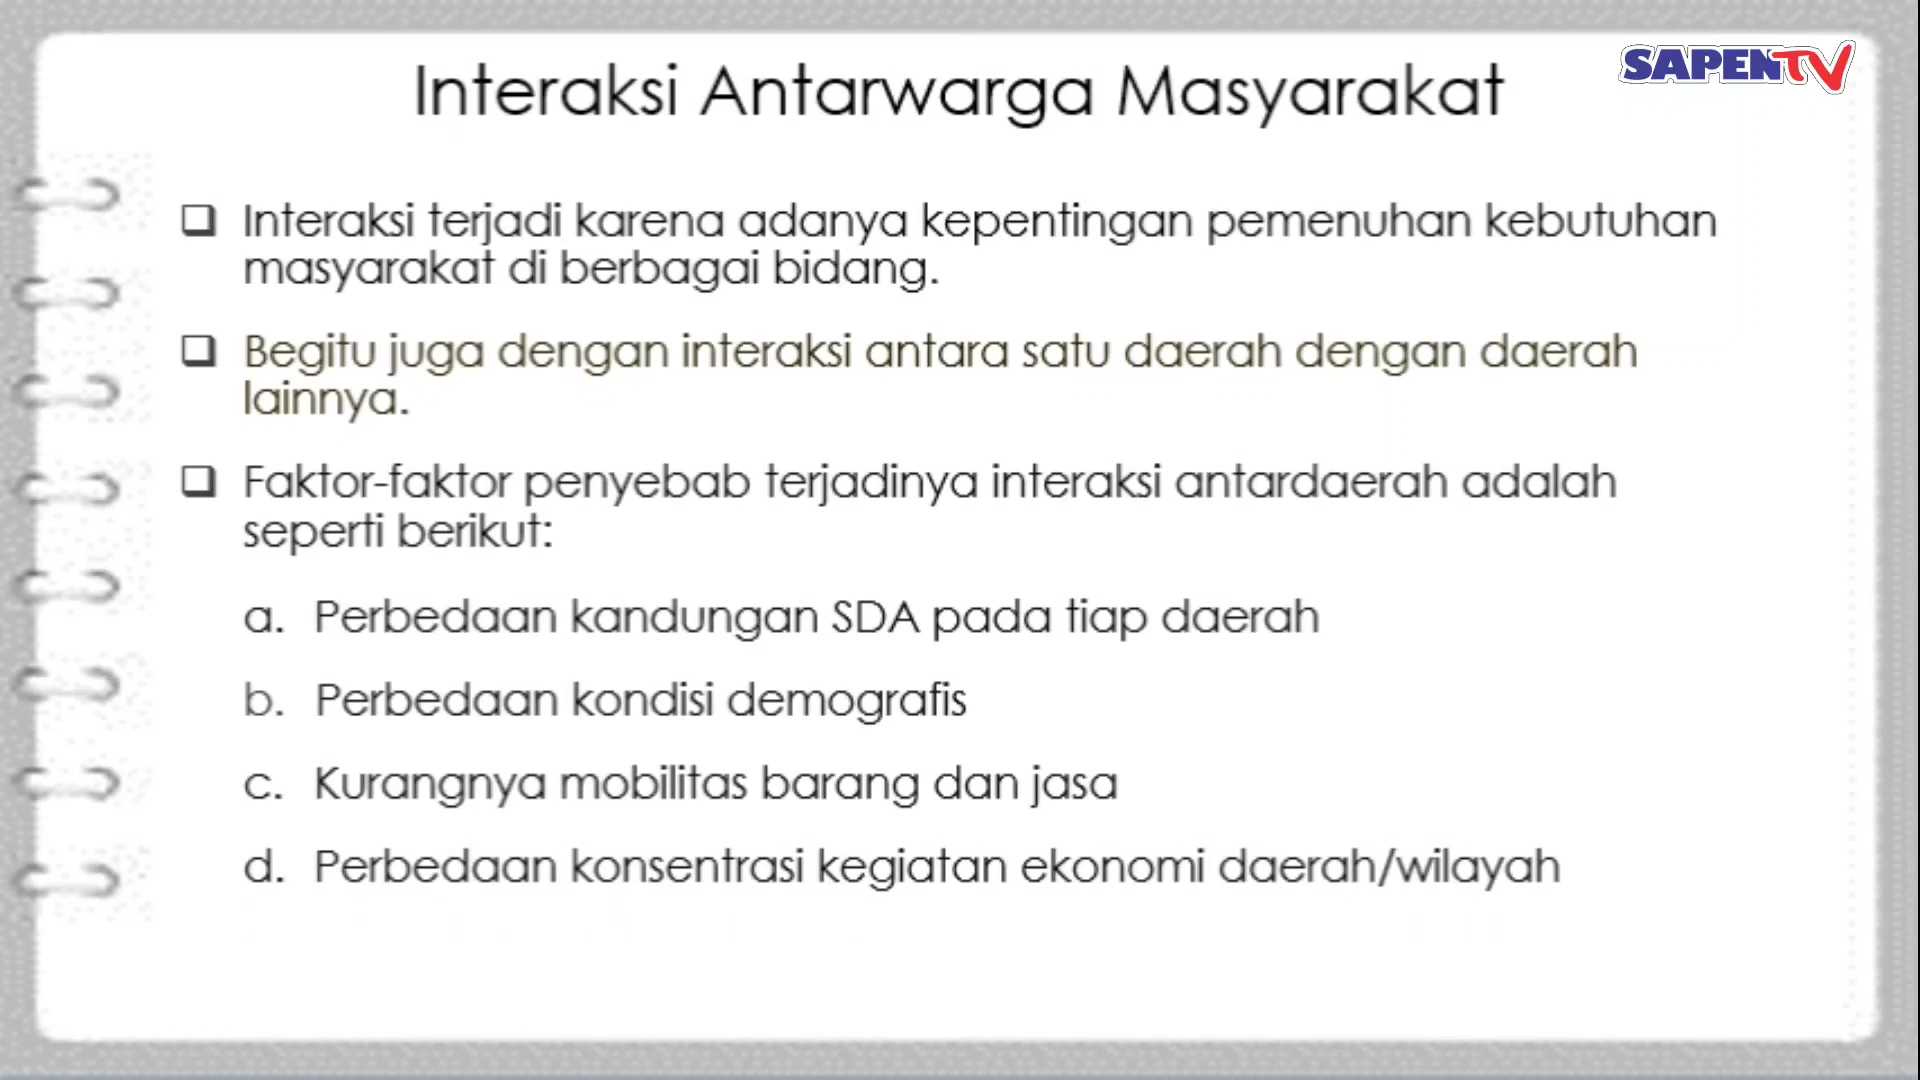 SAPENTV
Interaksi Antarwarga Masyarakat
❑ Interaksi terjadi karena adanya kepentingan pemenuhan kebutuhan
masyarakat di berbagai bidang.
❑ Begitu juga dengan interaksi antara satu daerah dengan daerah
lainnya.
❑ Faktor-faktor penyebab terjadinya interaksi antardaerah adalah
seperti berikut:
a. Perbedaan kandungan SDA pada tiap daerah
b. Perbedaan kondisi demografis
c. Kurangnya mobilitas barang dan jasa
d. Perbedaan konsentrasi kegiatan ekonomi daerah/wilayah